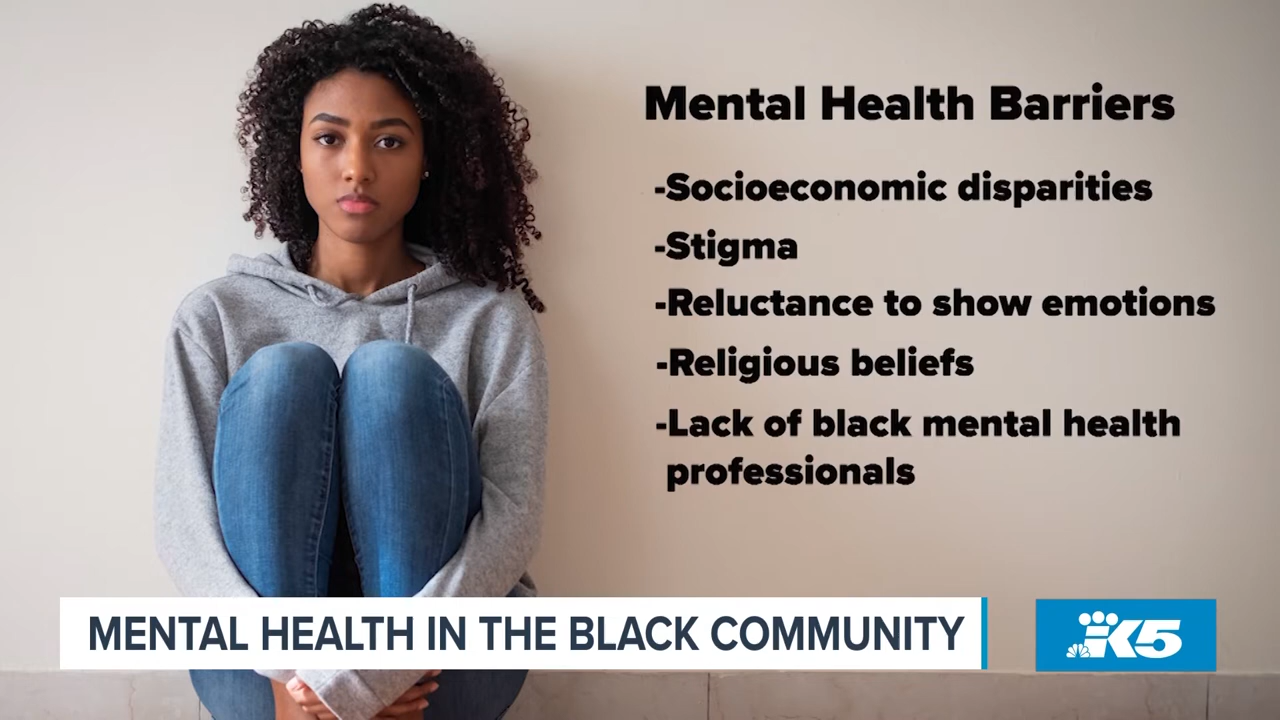 Mental Health Barriers
-Socioeconomic disparities
-Stigma
-Reluctance to show emotions
-Religious beliefs
-Lack of black mental health
professionals
MENTAL HEALTH IN THE BLACK COMMUNITY
K5